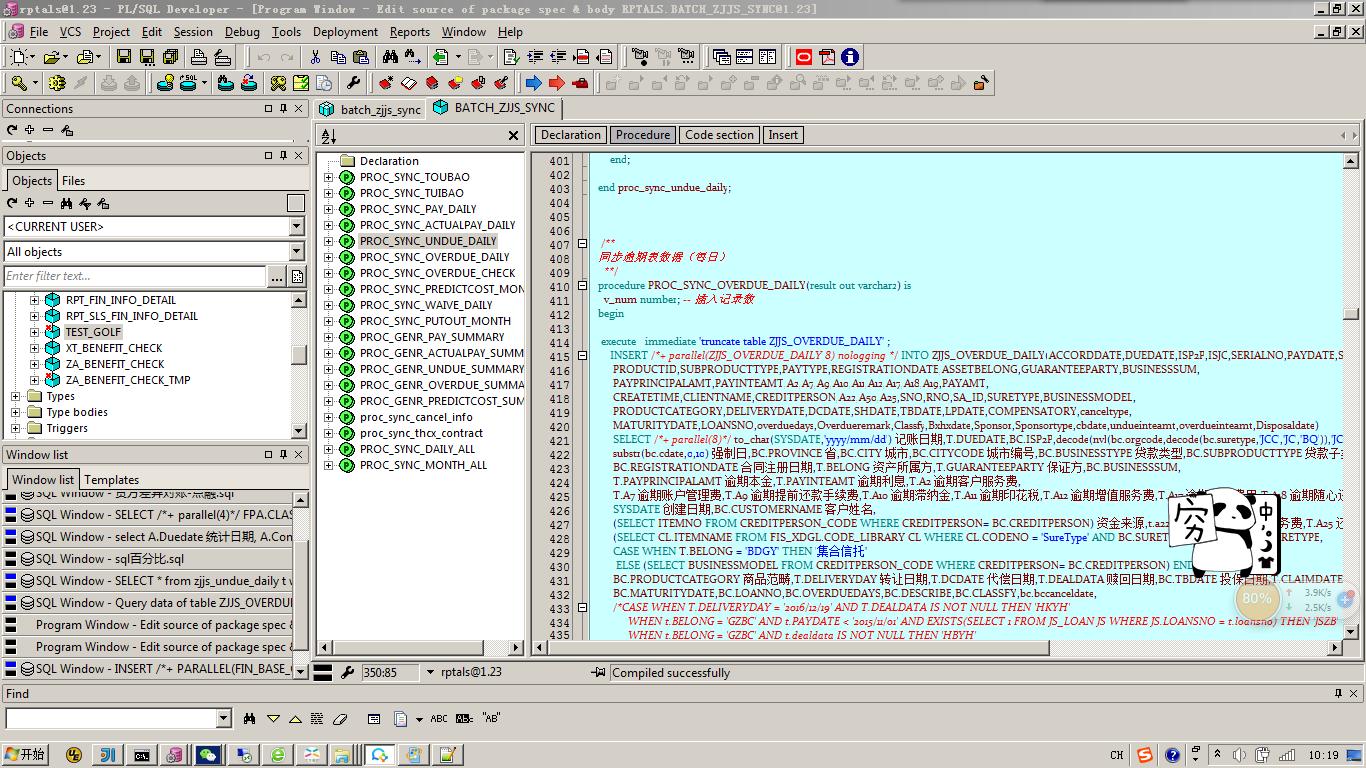 rptals@1.23 - PL/SQL Developer - [Program Window - Edit source of package spec & body RPTALS.BATCH_ZJJS_SYNC@1.23]
File VCS Project Edit Session Debug Tools Deployment Reports Window Help
Connections
Objects
Objects Files
<CURRENT USER>
All objects
Enter filter text...
RPT_FIN_INFO_DETAIL
RPT_SLS_FIN_INFO_DETAIL
TEST_GOLF
XT_BENEFIT_CHECK
ZA_BENEFIT_CHECK
ZA_BENEFIT_CHECK_TMP
Types
Type bodies
Triggers
Window list
Window list Templates
SQL Window - SELECT /*+ parallel(4)*/ FPA.CLASS
SQL Window - select A.Duedate 统计日期, A.Con
SQL Window - sql百分比.sql
SQL Window - SELECT * from zjjs_undue_daily t w
SQL Window - Query data of table ZJJS_OVERDU
Program Window - Edit source of package spec &
Program Window - Edit source of package spec &
SQL Window - INSERT /*+ PARALLEL(FIN_BASE_
batch_zjjs_sync BATCH_ZJJS_SYNC
Declaration
PROC_SYNC_TOUBAO
PROC_SYNC_TUIBAO
PROC_SYNC_PAY_DAILY
PROC_SYNC_ACTUALPAY_DAILY
PROC_SYNC_UNDUE_DAILY
PROC_SYNC_OVERDUE_DAILY
PROC_SYNC_OVERDUE_CHECK
PROC_SYNC_PREDICTCOST_MON
PROC_SYNC_WAIVE_DAILY
PROC_SYNC_PUTOUT_MONTH
PROC_GENR_PAY_SUMMARY
PROC_GENR_ACTUALPAY_SUMM
PROC_GENR_UNDUE_SUMMARY
PROC_GENR_OVERDUE_SUMMA
PROC_GENR_PREDICTCOST_SUM
proc_sync_cancel_info
proc_sync_thcx_contract
PROC_SYNC_DAILY_ALL
PROC_SYNC_MONTH_ALL
Declaration Procedure Code section Insert
401 end;
402
403 end proc_sync_undue_daily;
404
405
406
407 /**
408 同步逾期表数据（每日）
409 **/
410 procedure PROC_SYNC_OVERDUE_DAILY(result out varchar2) is
411 v_num number; -- 插入记录数
412 begin
413
414 execute immediate 'truncate table ZJJS_OVERDUE_DAILY' ;
415 INSERT /*+ parallel(ZJJS_OVERDUE_DAILY 8) nologging */ INTO ZJJS_OVERDUE_DAILY(ACCORDDATE,DUEDATE,ISP2P,ISJC,SERIALNO,PAYDATE,S
416 PRODUCTID,SUBPRODUCTTYPE,PAYTYPE,REGISTRATIONDATE ASSETBELONG,GUARANTEEPARTY,BUSINESSSUM,
417 PAYPRINCIPALAMT,PAYINTEAMT A2 A7 A9 A10 A11 A12 A17 A18 A19,PAYAMT,
418 CREATETIME,CLIENTNAME,CREDITPERSON A22 A50 A25,SNO,RNO,SA_ID,SURETYPE,BUSINESSMODEL,
419 PRODUCTCATEGORY,DELIVERYDATE,DCDATE,SHDATE,TBDATE,LPDATE,COMPENSATORY,canceltype,
420 MATURITYDATE,LOANSNO,overduedays,Overdueremark,Classfy,Bxhxdate,Sponsor,Sponsortype,cbdate,undueinteamt,overdueinteamt,Disposaldate)
421 SELECT /*+ parallel(8)*/ to_char(SYSDATE,'yyyy/mm/dd') 记账日期,T.DUEDATE,BC.ISP2P,decode(nvl(bc.orgcode,decode(bc.suretype,'JCC','JC','BQ')),'JC
422 substr(bc.cdate,0,10) 强制日,BC.PROVINCE 省,BC.CITY 城市,BC.CITYCODE 城市编号,BC.BUSINESSTYPE 贷款类型,BC.SUBPRODUCTTYPE 贷款子
423 BC.REGISTRATIONDATE 合同注册日期,T.BELONG 资产所属方,T.GUARANTEEPARTY 保证方,BC.BUSINESSSUM,
424 T.PAYPRINCIPALAMT 逾期本金,T.PAYINTEAMT 逾期利息,T.A2 逾期客户服务费,
425 T.A7 逾期账户管理费,T.A9 逾期提前还款手续费,T.A10 逾期滞纳金,T.A11 逾期印花税,T.A12 逾期增值服务费,T.A17 逾期 费用 A18 逾期随心还
426 SYSDATE 创建日期,BC.CUSTOMERNAME 客户姓名,
427 (SELECT ITEMNO FROM CREDITPERSON_CODE WHERE CREDITPERSON= BC.CREDITPERSON) 资金来源,t.a22 务费,T.A25 还
428 (SELECT CL.ITEMNAME FROM FIS_XDGL.CODE_LIBRARY CL WHERE CL.CODENO = 'SureType' AND BC.SURE TYPE,
429 CASE WHEN T.BELONG = 'BDGY' THEN '集合信托'
430 ELSE (SELECT BUSINESSMODEL FROM CREDITPERSON_CODE WHERE CREDITPERSON= BC.CREDITPERSON) END
431 BC.PRODUCTCATEGORY 商品范畴,T.DELIVERYDATE 转让日期,T.DCDATE 代偿日期,T.DEALDATA 赎回日期,BC.TBDATE 投保日期,T.CLAIMDATE
432 BC.MATURITYDATE,BC.LOANNO,BC.OVERDUEDAYS,BC.DESCRIBE,BC.CLASSFY,bc.bccanceldate,
433 /*CASE WHEN T.DELIVERYDAY = '2016/12/19' AND T.DEALDATA IS NOT NULL THEN 'HKYH'
434 WHEN t.BELONG = 'GZBC' AND t.PAYDATE < '2015/11/01' AND EXISTS(SELECT 1 FROM JS_LOAN JS WHERE JS.LOANSNO = t.loansno) THEN 'JSZB'
435 WHEN t.BELONG = 'GZBC' AND t.dealdata IS NOT NULL THEN 'HBYH'
穷
中
80%
3.9K/s
2.5K/s
350:85 rptals@1.23 Compiled successfully
Find
ABC
"AB"
开始
CH
10:19